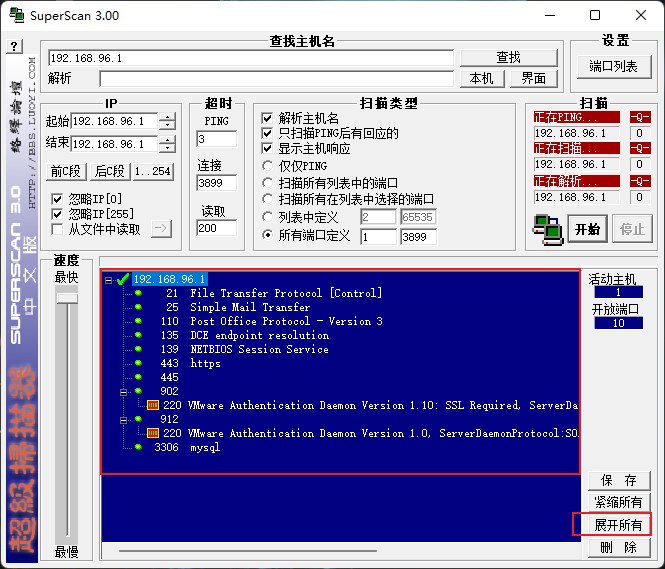 SuperScan 3.00
?
络绎論壇
HTTP://BBS.LUOYI.COM
SUPERSCAN 3.0
中文版
超級掃描器
查找主机名
192.168.96.1
查找
解析
本机
界面
设置
端口列表
IP
起始 192.168.96.1
结束 192.168.96.1
前C段
后C段
1..254
忽略IP[0]
忽略IP[255]
从文件中读取
->
超时
PING
3
连接
3899
读取
200
扫描类型
解析主机名
只扫描PING后有回应的
显示主机响应
仅仅PING
扫描所有列表中的端口
扫描所有在列表中选择的端口
列表中定义 2 65535
所有端口定义 1 3899
扫描
正在PING... -Q-
192.168.96.1 0
正在扫描... -Q-
192.168.96.1 0
正在解析... -Q-
192.168.96.1 0
开始
停止
速度
最快
最慢
192.168.96.1
21 File Transfer Protocol [Control]
25 Simple Mail Transfer
110 Post Office Protocol - Version 3
135 DCE endpoint resolution
139 NETBIOS Session Service
443 https
445
902
220 VMware Authentication Daemon Version 1.10: SSL Required, ServerDa
912
220 VMware Authentication Daemon Version 1.0, ServerDaemonProtocol:SO
3306 mysql
活动主机
1
开放端口
10
保 存
紧缩所有
展开所有
删 除